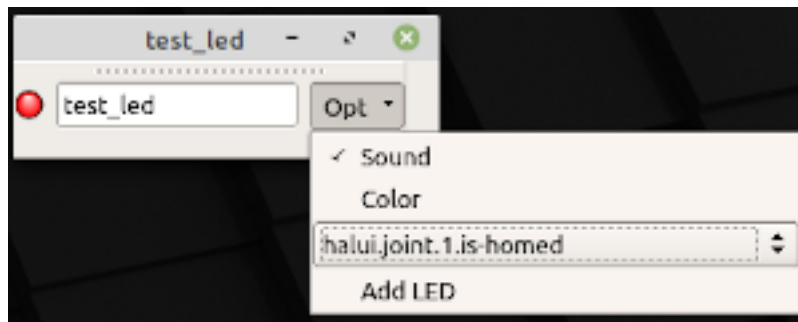 test_led
test_led Opt
Sound
Color
halui.joint.1.is-homed
Add LED